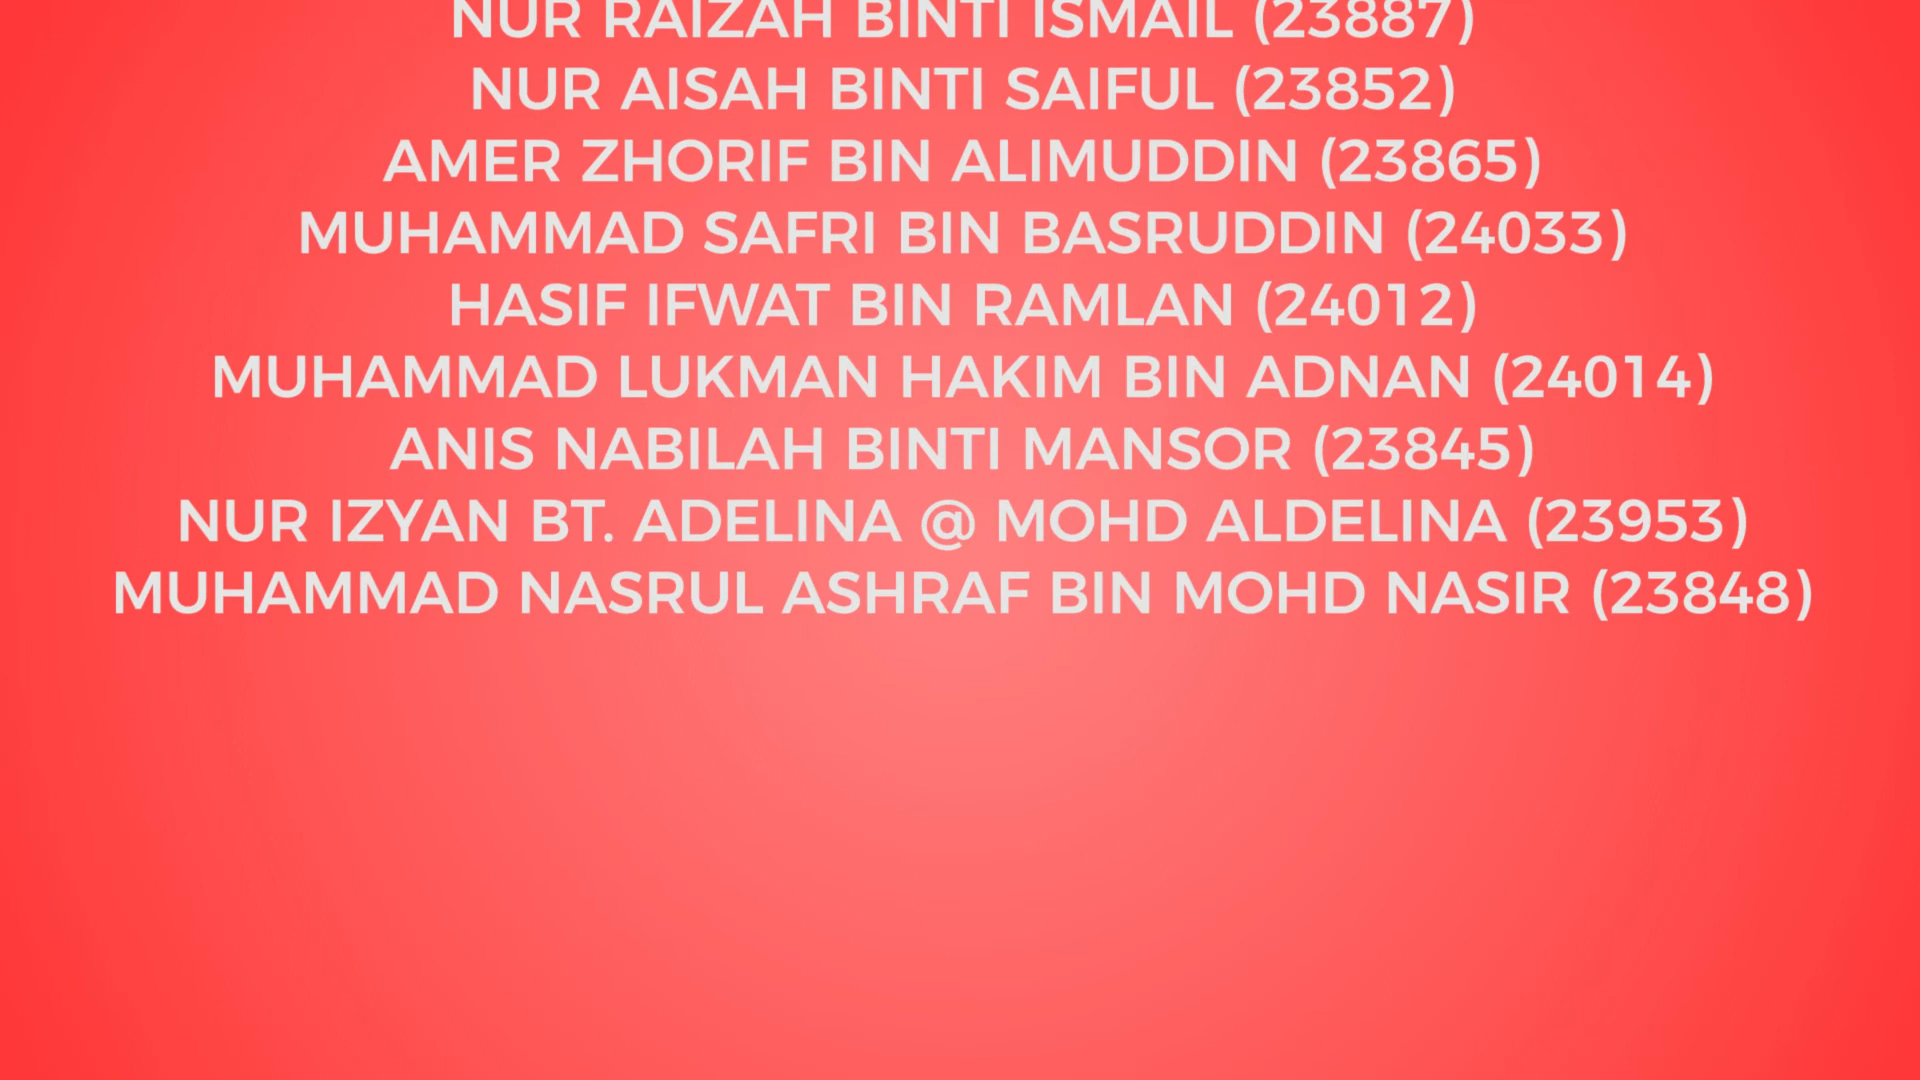 NUR RAIZAH BINTI ISMAIL (23887)
NUR AISAH BINTI SAIFUL (23852)
AMER ZHORIF BIN ALIMUDDIN (23865)
MUHAMMAD SAFRI BIN BASRUDDIN (24033)
HASIF IFWAT BIN RAMLAN (24012)
MUHAMMAD LUKMAN HAKIM BIN ADNAN (24014)
ANIS NABILAH BINTI MANSOR (23845)
NUR IZYAN BT. ADELINA @ MOHD ALDELINA (23953)
MUHAMMAD NASRUL ASHRAF BIN MOHD NASIR (23848)